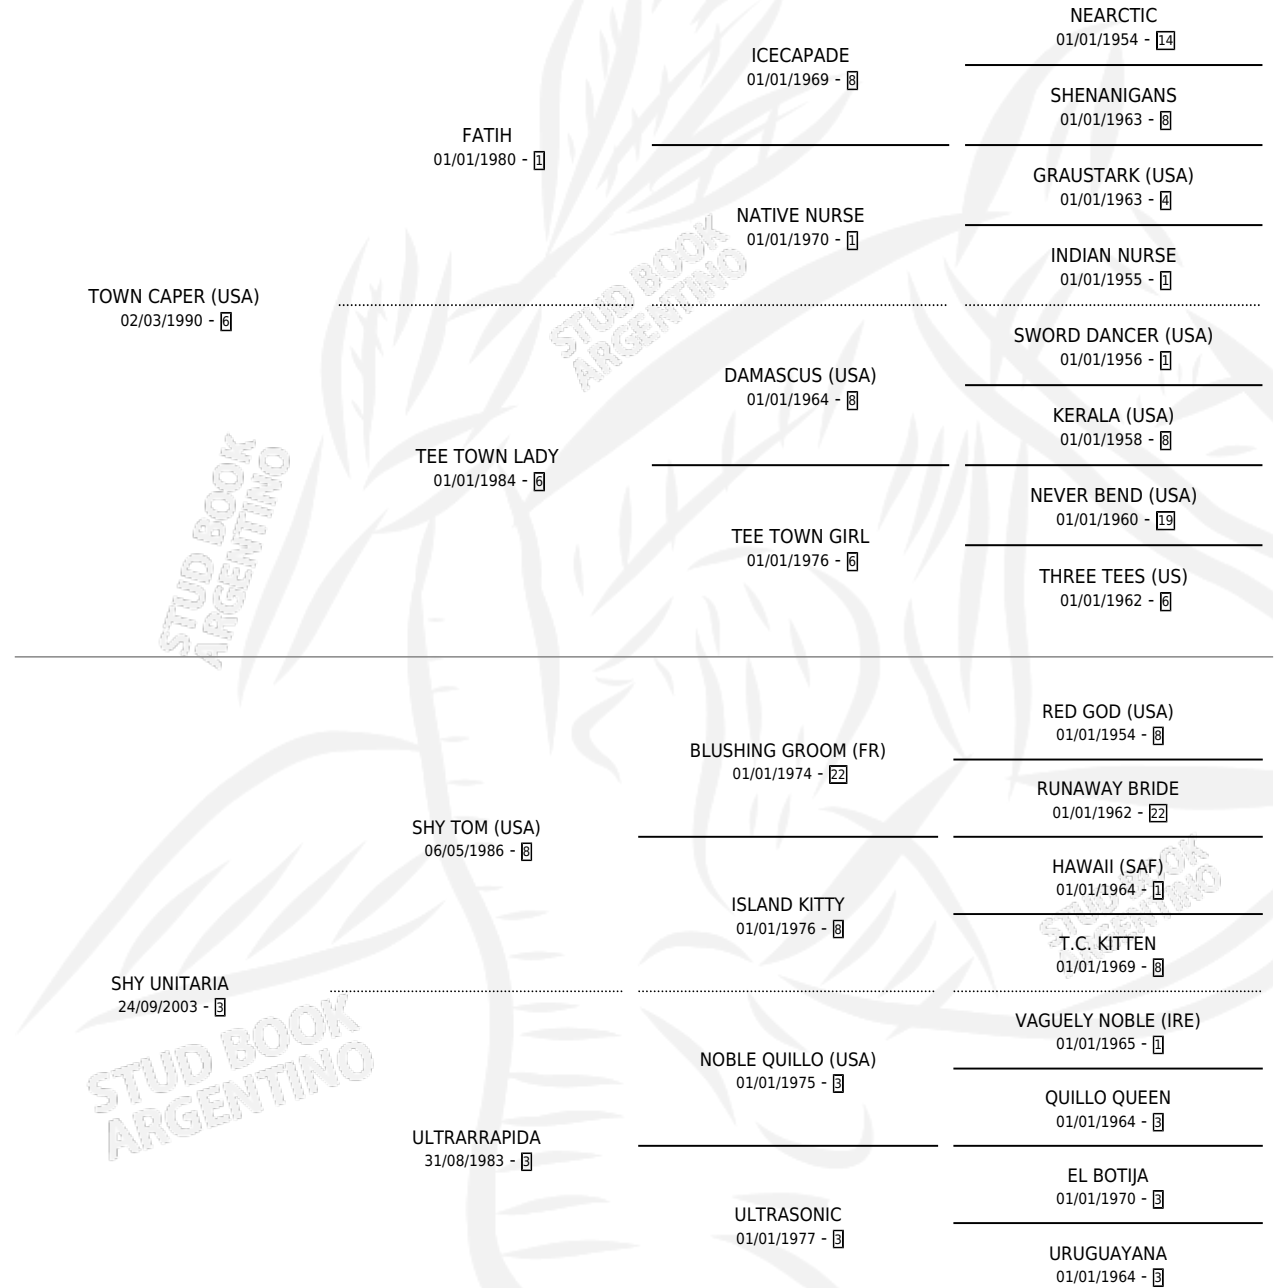 NEARCTIC
01/01/1954 - 14
ICECAPADE
01/01/1969 - 8
SHENANIGANS
01/01/1963 - 8
FATIH
01/01/1980 - 1
GRAUSTARK (USA)
01/01/1963 - 4
NATIVE NURSE
01/01/1970 - 1
INDIAN NURSE
01/01/1955 - 1
TOWN CAPER (USA)
02/03/1990 - 6
SWORD DANCER (USA)
01/01/1956 - 1
DAMASCUS (USA)
01/01/1964 - 8
KERALA (USA)
01/01/1958 - 8
TEE TOWN LADY
01/01/1984 - 6
NEVER BEND (USA)
01/01/1960 - 19
TEE TOWN GIRL
01/01/1976 - 6
THREE TEES (US)
01/01/1962 - 6
RED GOD (USA)
01/01/1954 - 8
BLUSHING GROOM (FR)
01/01/1974 - 22
RUNAWAY BRIDE
01/01/1962 - 22
SHY TOM (USA)
06/05/1986 - 8
HAWAII (SAF)
01/01/1964 - 1
ISLAND KITTY
01/01/1976 - 8
T.C. KITTEN
01/01/1969 - 8
SHY UNITARIA
24/09/2003 - 3
VAGUELY NOBLE (IRE)
01/01/1965 - 1
NOBLE QUILLO (USA)
01/01/1975 - 3
QUILLO QUEEN
01/01/1964 - 3
ULTRARRAPIDA
31/08/1983 - 3
EL BOTIJA
01/01/1970 - 3
ULTRASONIC
01/01/1977 - 3
URUGUAYANA
01/01/1964 - 3
STUD BOOK
ARGENTINO
STUD BOOK
ARGENTINO
STUD BOOK
ARGENTINO
STUD BOOK
ARGENTINO